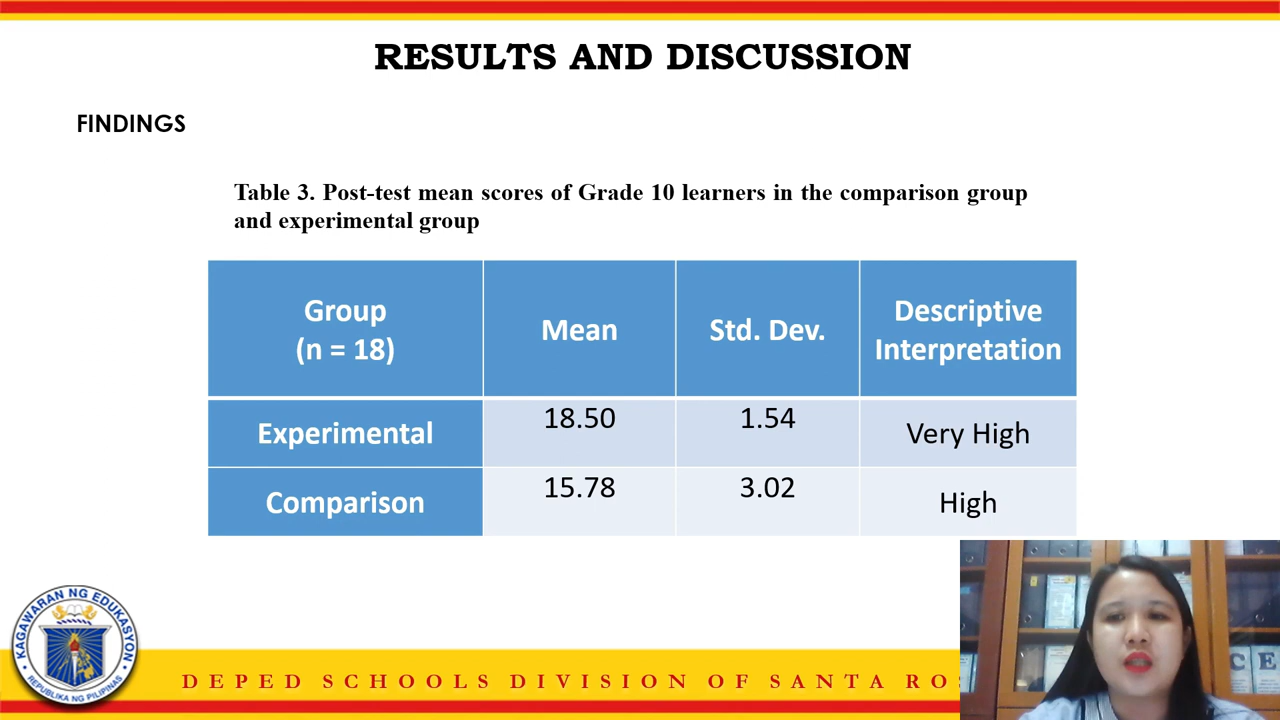 RESULTS AND DISCUSSION
FINDINGS
Table 3. Post-test mean scores of Grade 10 learners in the comparison group
and experimental group
Group
(n = 18)
Mean
Std. Dev.
Descriptive
Interpretation
Experimental
18.50
1.54
Very High
Comparison
15.78
3.02
High
KAGAWARAN NG EDUKASYON
REPUBLIKA NG PILIPINAS
DEPED SCHOOLS DIVISION OF SANTA ROS
C E